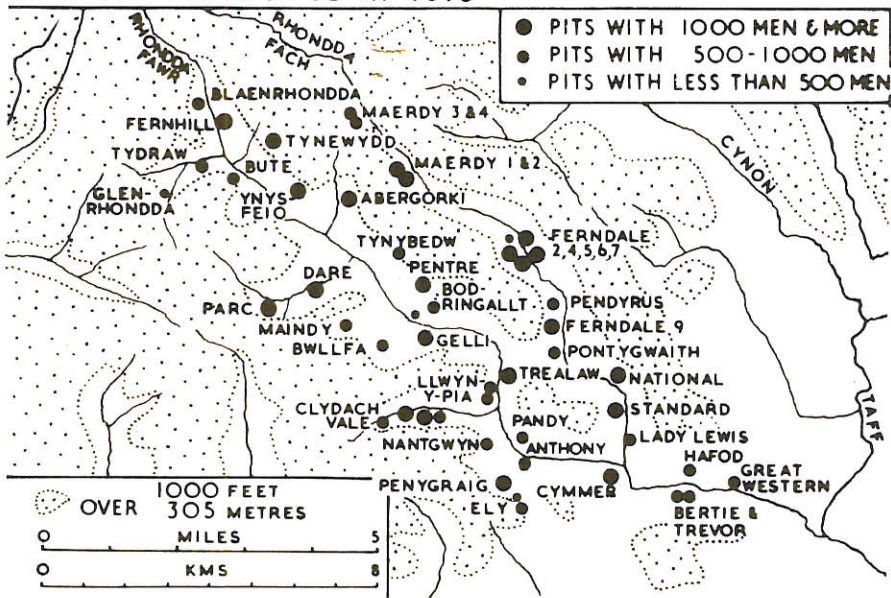 PITS WITH 1000 MEN & MORE
PITS WITH 500-1000 MEN
PITS WITH LESS THAN 500 MEN
RHONDDA
FAWR
RHONDDA
FACH
BLAENRHONDDA
FERNHILL
TYNEWYDD
MAERDY 3 & 4
TYDRAW
BUTE
MAERDY 1 & 2
CYNON
GLEN-
RHONDDA
YNYS
FEIO
ABERGORKI
TYNYBEDW
FERNDALE
2,4,5,6,7
DARE
PENTRE
BOD-
RINGALLT
PENDYRUS
PARC
MAINDY
FERNDALE 9
BWLLFA
GELLI
PONTYGWAITH
LLWYN-
Y-PIA
TREALAW
NATIONAL
CLYDACH
VALE
STANDARD
TAFF
NANTGWYN
PANDY
ANTHONY
LADY LEWIS
HAFOD
GREAT
WESTERN
PENYGRAIG
CYMMER
ELY
BERTIE &
TREVOR
OVER 1000 FEET
305 METRES
0 MILES 5
0 KMS 8